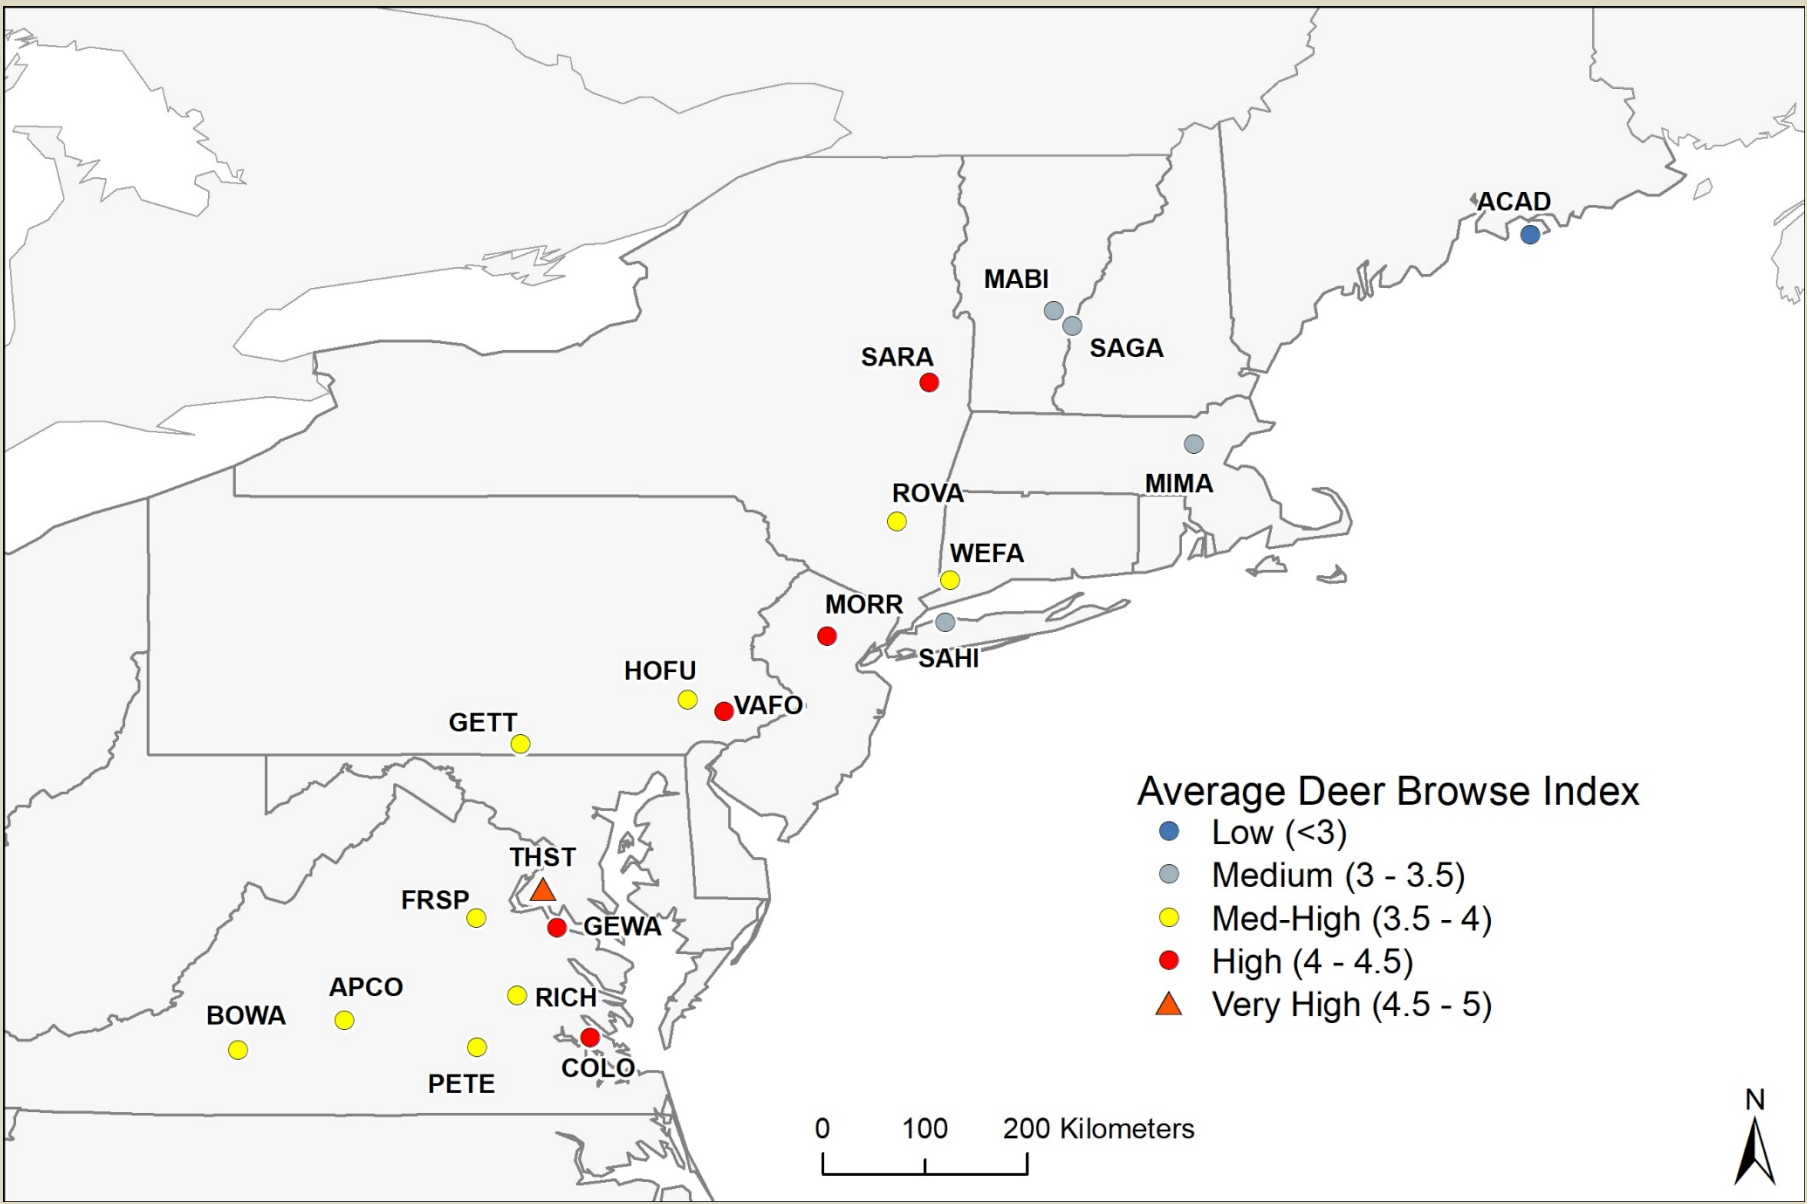 ACAD
MABI
SAGA
SARA
MIMA
ROVA
WEFA
MORR
SAHI
HOFU
VAFO
GETT
Average Deer Browse Index
Low (<3)
Medium (3 - 3.5)
Med-High (3.5 - 4)
High (4 - 4.5)
Very High (4.5 - 5)
THST
FRSP
GEWA
APCO
RICH
BOWA
COLO
PETE
N
0 100 200 Kilometers